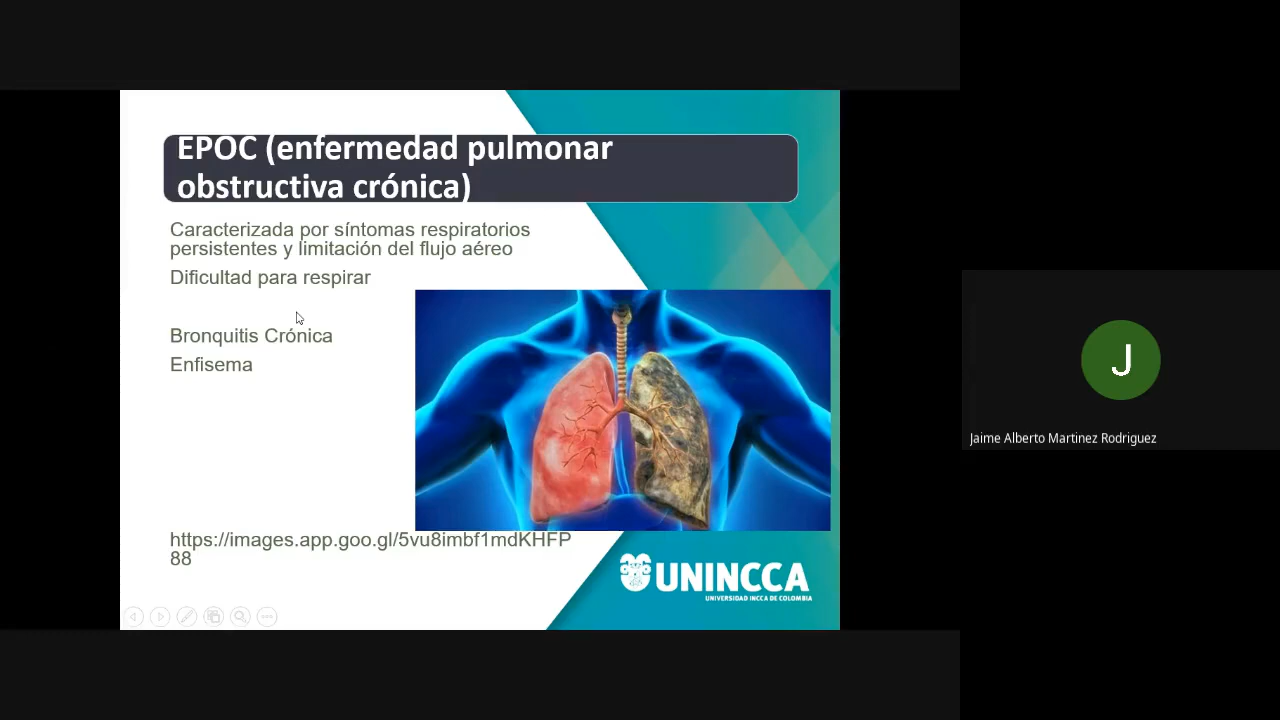 EPOC (enfermedad pulmonar
obstructiva crónica)
Caracterizada por síntomas respiratorios
persistentes y limitación del flujo aéreo
Dificultad para respirar
Bronquitis Crónica
Enfisema
https://images.app.goo.gl/5vu8imbf1mdKHFP
88
UNINCCA
UNIVERSIDAD INCCA DE COLOMBIA
J
Jaime Alberto Martinez Rodriguez